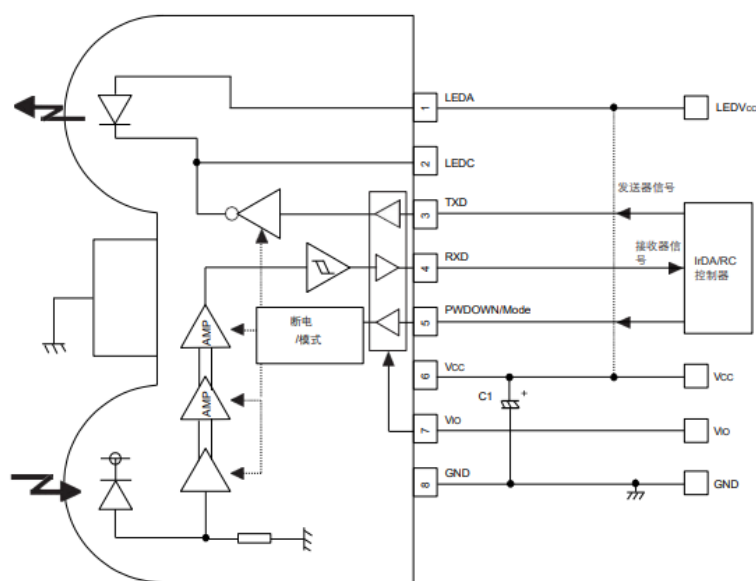 1 LEDA
LEDVcc
2 LEDC
发送器信号
3 TXD
接收器信
号
IrDA/RC
控制器
4 RXD
断电
/模式
5 PWDOWN/Mode
AMP
AMP
6 Vcc
C1 +
Vcc
7 VIO
VIO
8 GND
GND